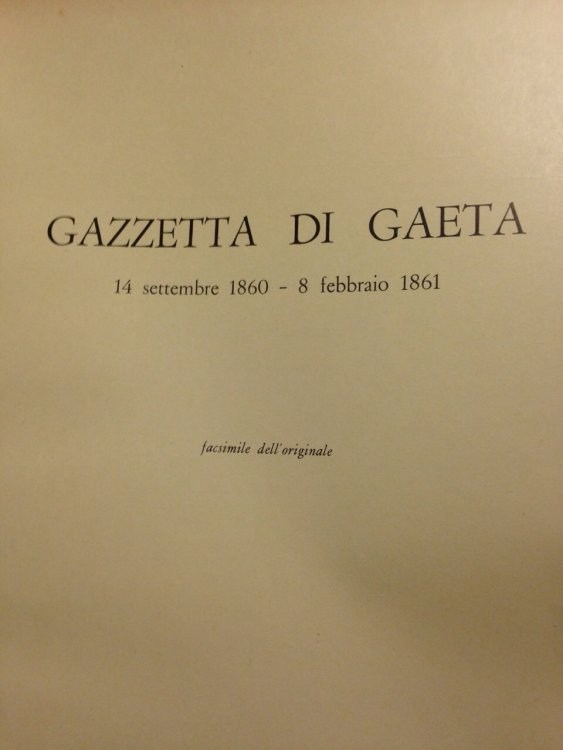 GAZZETTA DI GAETA
14 settembre 1860 - 8 febbraio 1861
facsimile dell'originale